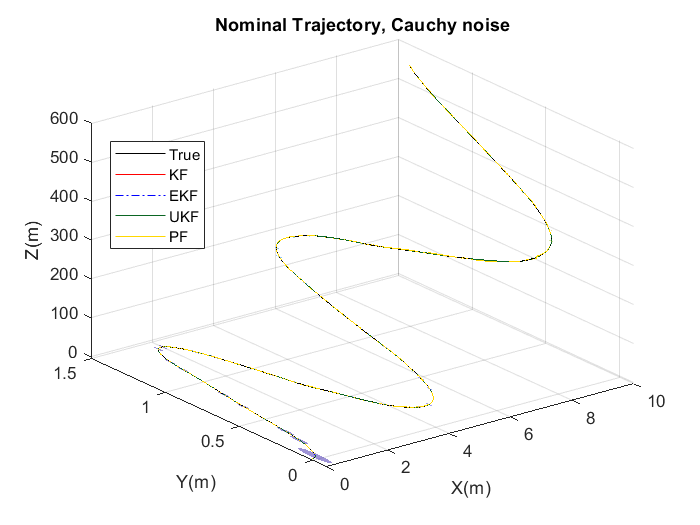 Nominal Trajectory, Cauchy noise
600
500
400
300
200
100
0
Z(m)
True
KF
EKF
UKF
PF
1.5
1
0.5
0
Y(m)
0
2
4
6
8
10
X(m)